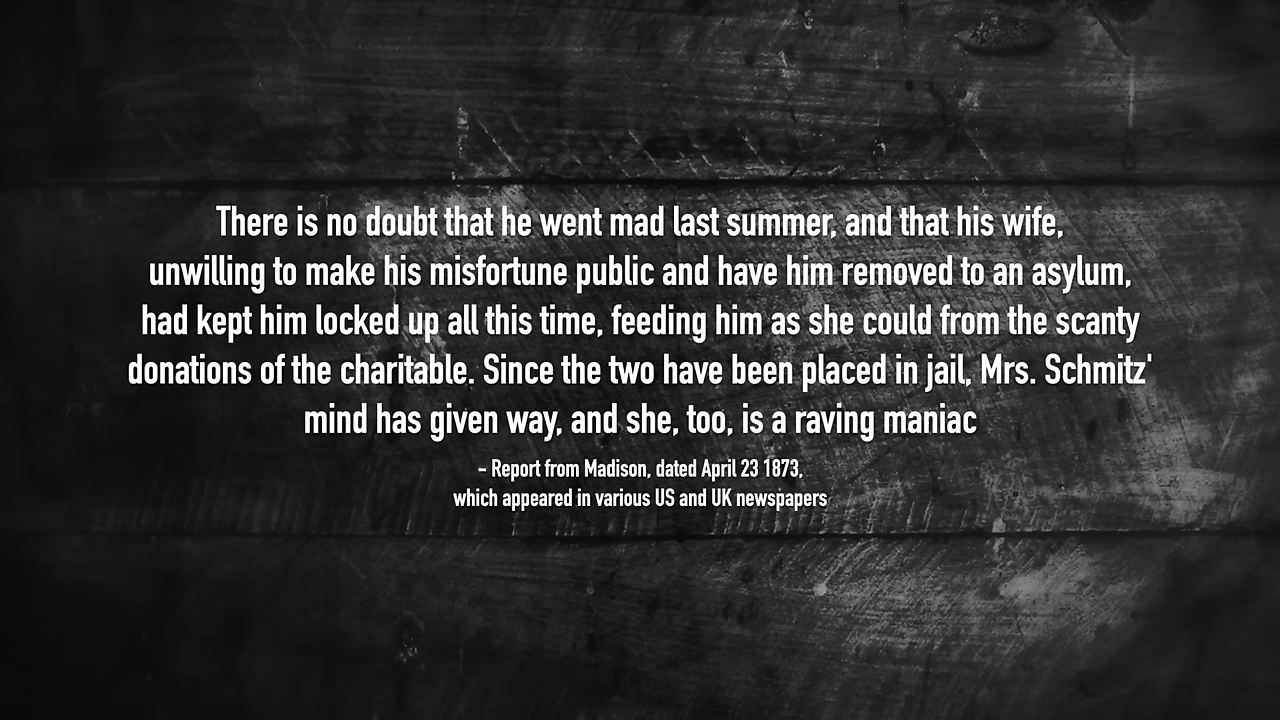 There is no doubt that he went mad last summer, and that his wife,
unwilling to make his misfortune public and have him removed to an asylum,
had kept him locked up all this time, feeding him as she could from the scanty
donations of the charitable. Since the two have been placed in jail, Mrs. Schmitz'
mind has given way, and she, too, is a raving maniac
– Report from Madison, dated April 23 1873,
which appeared in various US and UK newspapers